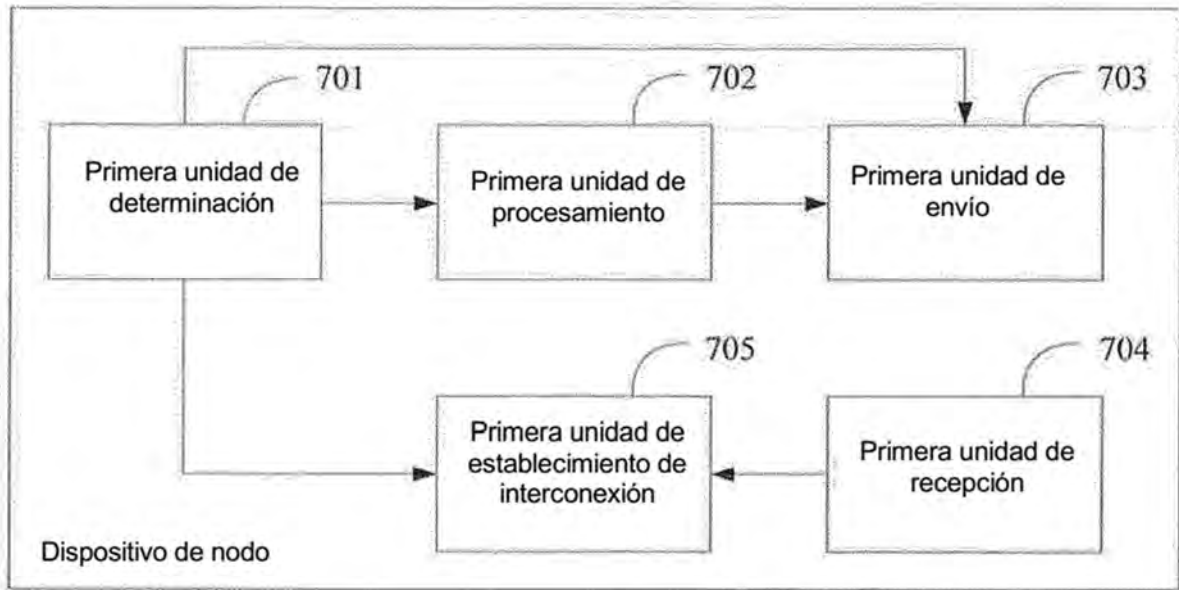 701
702
703
Primera unidad de
determinación
Primera unidad de
procesamiento
Primera unidad de
envío
705
704
Primera unidad de
establecimiento de
interconexión
Primera unidad de
recepción
Dispositivo de nodo